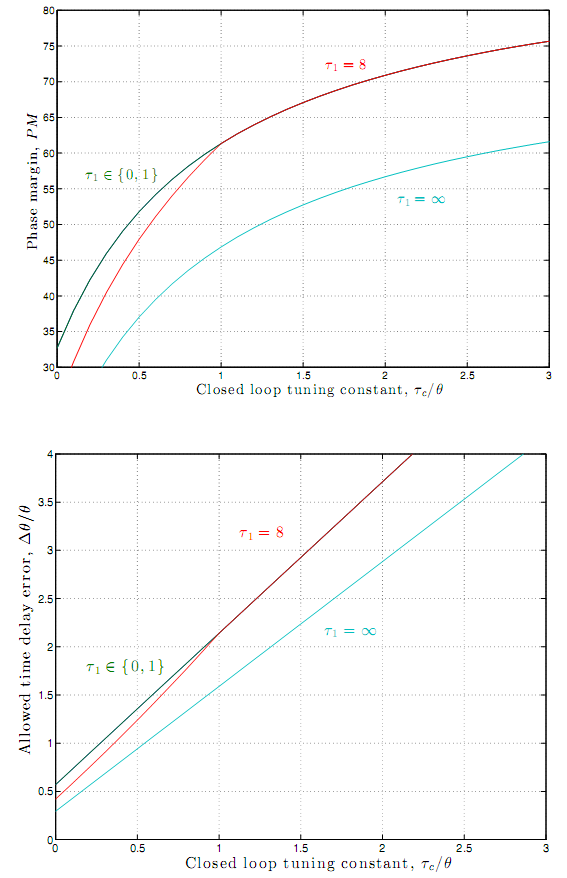 80
75
70
65
60
55
50
45
40
35
30
Phase margin, PM
τ₁ = 8
τ₁ ∈ {0, 1}
τ₁ = ∞
0 0.5 1 1.5 2 2.5 3
Closed loop tuning constant, τ_c/θ
4
3.5
3
2.5
2
1.5
1
0.5
0
Allowed time delay error, Δθ/θ
τ₁ = 8
τ₁ = ∞
τ₁ ∈ {0, 1}
0 0.5 1 1.5 2 2.5 3
Closed loop tuning constant, τ_c/θ